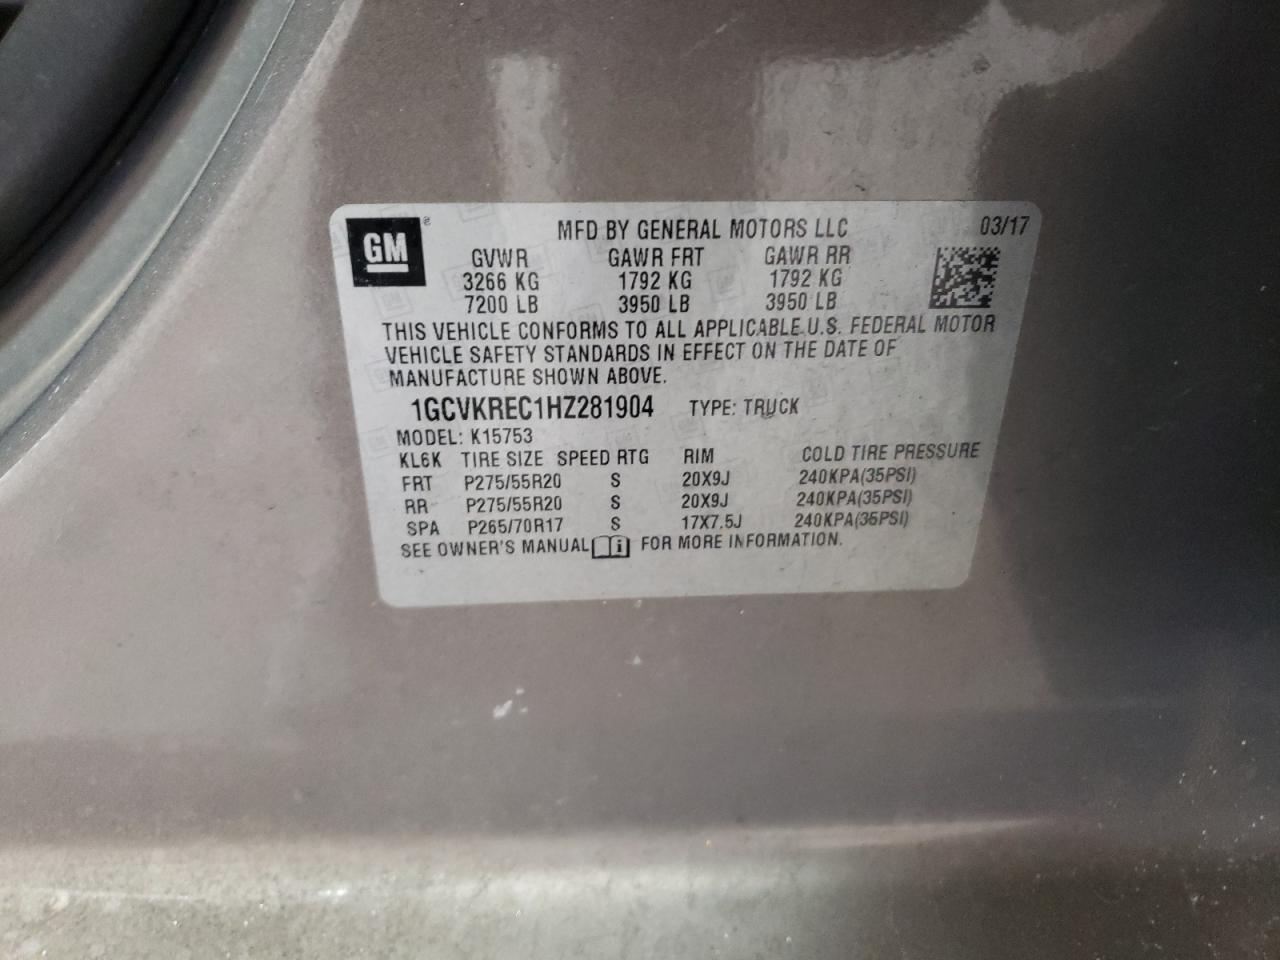 GM ®
MFD BY GENERAL MOTORS LLC 03/17
GVWR GAWR FRT GAWR RR
3266 KG 1792 KG 1792 KG
7200 LB 3950 LB 3950 LB
THIS VEHICLE CONFORMS TO ALL APPLICABLE U.S. FEDERAL MOTOR
VEHICLE SAFETY STANDARDS IN EFFECT ON THE DATE OF
MANUFACTURE SHOWN ABOVE.
1GCVKREC1HZ281904 TYPE: TRUCK
MODEL: K15753
KL6K TIRE SIZE SPEED RTG RIM COLD TIRE PRESSURE
FRT P275/55R20 S 20X9J 240KPA(35PSI)
RR P275/55R20 S 20X9J 240KPA(35PSI)
SPA P265/70R17 S 17X7.5J 240KPA(35PSI)
SEE OWNER'S MANUAL i FOR MORE INFORMATION.